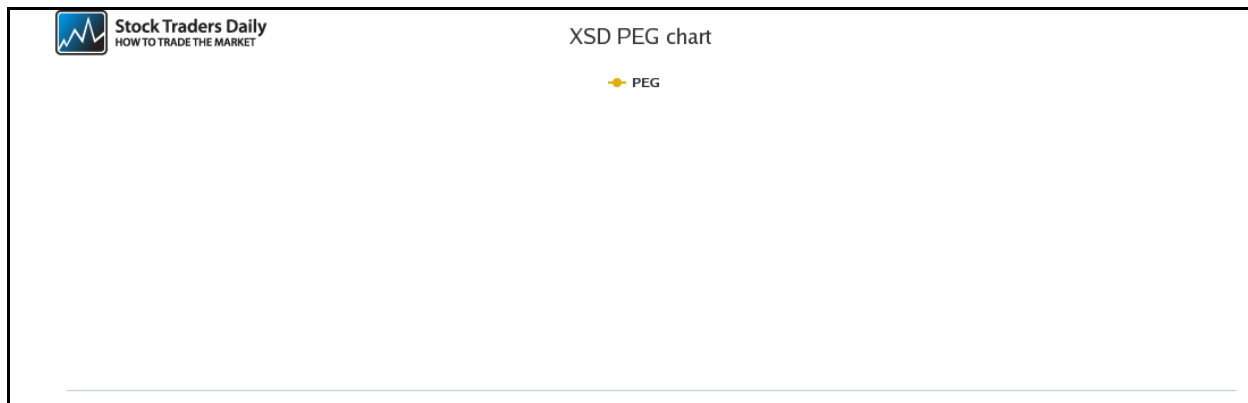 Stock Traders Daily
HOW TO TRADE THE MARKET
XSD PEG chart
PEG